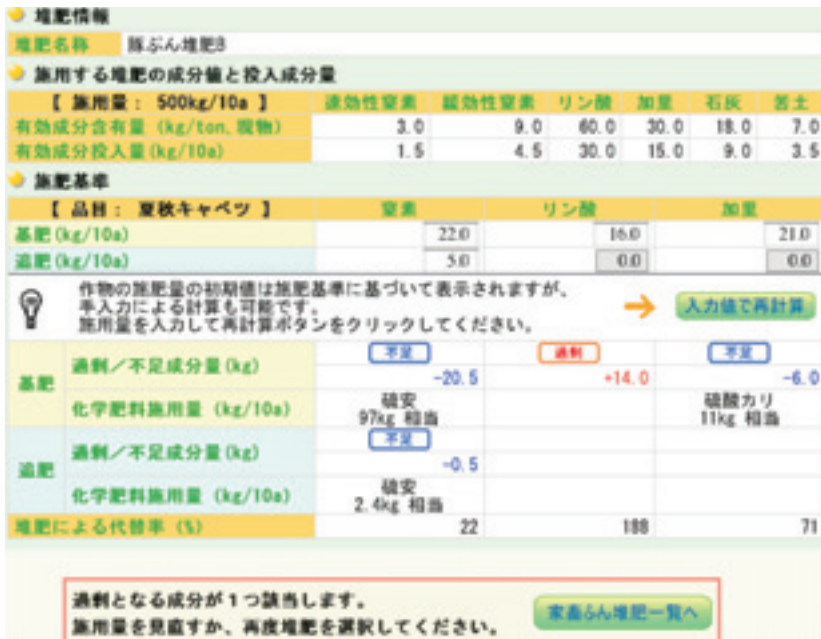 堆肥情報
堆肥名称 豚ぷん堆肥B
施用する堆肥の成分値と投入成分量
【 施用量: 500kg/10a 】 速効性窒素 緩効性窒素 リン酸 加里 石灰 苦土
有効成分含有量 (kg/ton,現物) 3.0 9.0 60.0 30.0 18.0 7.0
有効成分投入量(kg/10a) 1.5 4.5 30.0 15.0 9.0 3.5
施肥基準
【 品目: 夏秋キャベツ 】 窒素 リン酸 加里
基肥(kg/10a) 22.0 16.0 21.0
追肥(kg/10a) 5.0 0.0 0.0
作物の施肥量の初期値は施肥基準に基づいて表示されますが、
手入力による計算も可能です。
施用量を入力して再計算ボタンをクリックしてください。
入力値で再計算
基肥 過剰/不足成分量(kg) 不足 -20.5 過剰 +14.0 不足 -6.0
化学肥料施用量 (kg/10a) 硫安 97kg 相当 硫酸カリ 11kg 相当
追肥 過剰/不足成分量(kg) 不足 -0.5
化学肥料施用量 (kg/10a) 硫安 2.4kg 相当
堆肥による代替率 (%) 22 188 71
過剰となる成分が1つ該当します。
施用量を見直すか、再度堆肥を選択してください。
家畜ふん堆肥一覧へ